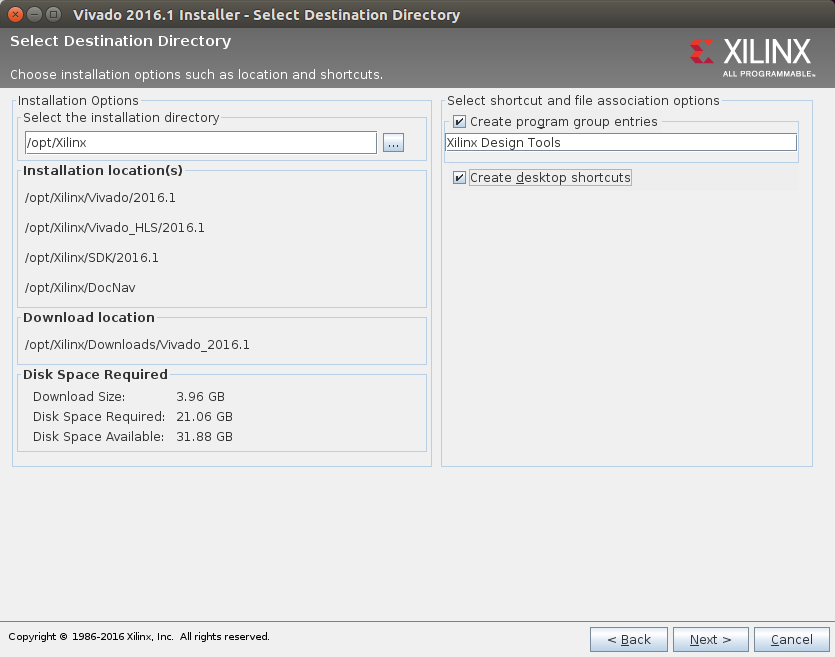 Vivado 2016.1 Installer - Select Destination Directory
Select Destination Directory
Choose installation options such as location and shortcuts.
XILINX
ALL PROGRAMMABLE™
Installation Options
Select the installation directory
/opt/Xilinx
...
Installation location(s)
/opt/Xilinx/Vivado/2016.1
/opt/Xilinx/Vivado_HLS/2016.1
/opt/Xilinx/SDK/2016.1
/opt/Xilinx/DocNav
Download location
/opt/Xilinx/Downloads/Vivado_2016.1
Disk Space Required
Download Size: 3.96 GB
Disk Space Required: 21.06 GB
Disk Space Available: 31.88 GB
Select shortcut and file association options
Create program group entries
Xilinx Design Tools
Create desktop shortcuts
Copyright © 1986-2016 Xilinx, Inc. All rights reserved.
< Back
Next >
Cancel